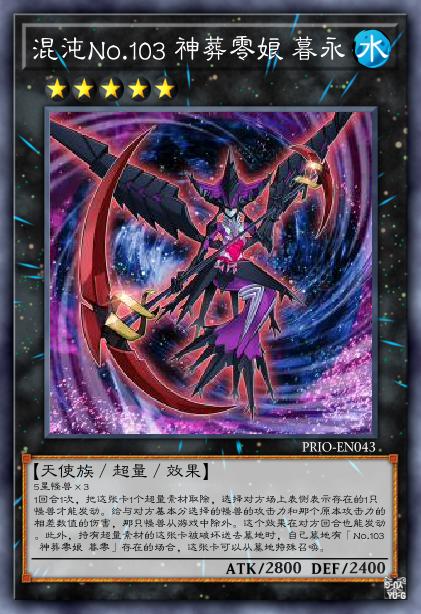 混沌No.103 神葬零娘 暮永 水
PRIO-EN043
【天使族／超量／效果】
5星怪兽×3
1回合1次，把这张卡1个超量素材取除，选择对方场上表侧表示存在的1只
怪兽才能发动。给与对方基本分选择的怪兽的攻击力和那个原本攻击力的
相差数值的伤害，那只怪兽从游戏中除外。这个效果在对方回合也能发动
。此外，持有超量素材的这张卡被破坏送去墓地时，自己墓地有「No.103
神葬零娘 暮零」存在的场合，这张卡可以从墓地特殊召唤。
ATK/2800 DEF/2400